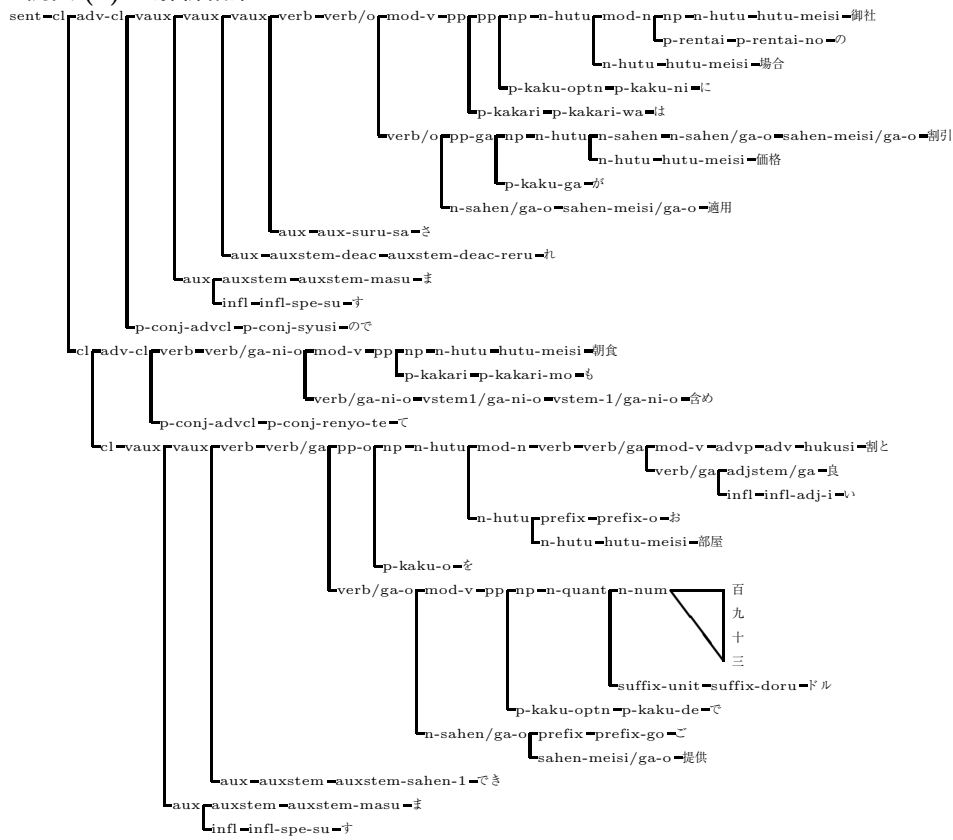 sent cl adv-cl vaux vaux vaux verb verb/o mod-v pp pp np n-hutu mod-n np n-hutu hutu-meisi 御社
p-rentai p-rentai-no の
n-hutu hutu-meisi 場合
p-kaku-optn p-kaku-ni に
p-kakari p-kakari-wa は
verb/o pp-ga np n-hutu n-sahen n-sahen/ga-o sahen-meisi/ga-o 割引
n-hutu hutu-meisi 価格
p-kaku-ga が
n-sahen/ga-o sahen-meisi/ga-o 適用
aux aux-suru-sa さ
aux auxstem-deac auxstem-deac-reru れ
aux auxstem auxstem-masu ま
infl infl-spe-su す
p-conj-advcl p-conj-syusi ので
cl adv-cl verb verb/ga-ni-o mod-v pp np n-hutu hutu-meisi 朝食
p-kakari p-kakari-mo も
verb/ga-ni-o vstem1/ga-ni-o vstem-1/ga-ni-o 含め
p-conj-advcl p-conj-renyo-te て
cl vaux vaux verb verb/ga pp-o np n-hutu mod-n verb verb/ga mod-v advp adv hukusi 割と
verb/ga adjstem/ga 良
infl infl-adj-i い
n-hutu prefix prefix-o お
n-hutu hutu-meisi 部屋
p-kaku-o を
verb/ga-o mod-v pp np n-quant n-num 百
九
十
三
suffix-unit suffix-doru ドル
p-kaku-optn p-kaku-de で
n-sahen/ga-o prefix prefix-go ご
sahen-meisi/ga-o 提供
aux auxstem auxstem-sahen-1 でき
aux auxstem auxstem-masu ま
infl infl-spe-su す